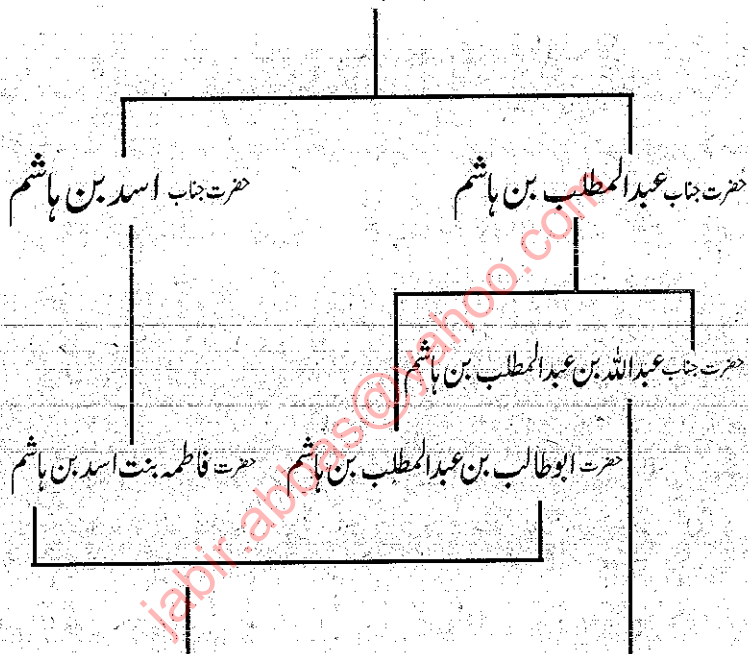 حضرت جناب عبدالمطلب بن ہاشم
حضرت جناب اسد بن ہاشم
حضرت جناب عبداللہ بن عبدالمطلب بن ہاشم
حضرت ابوطالب بن عبدالمطلب بن ہاشم
حضرت فاطمہ بنت اسد بن ہاشم
jabir.abbas@yahoo.com